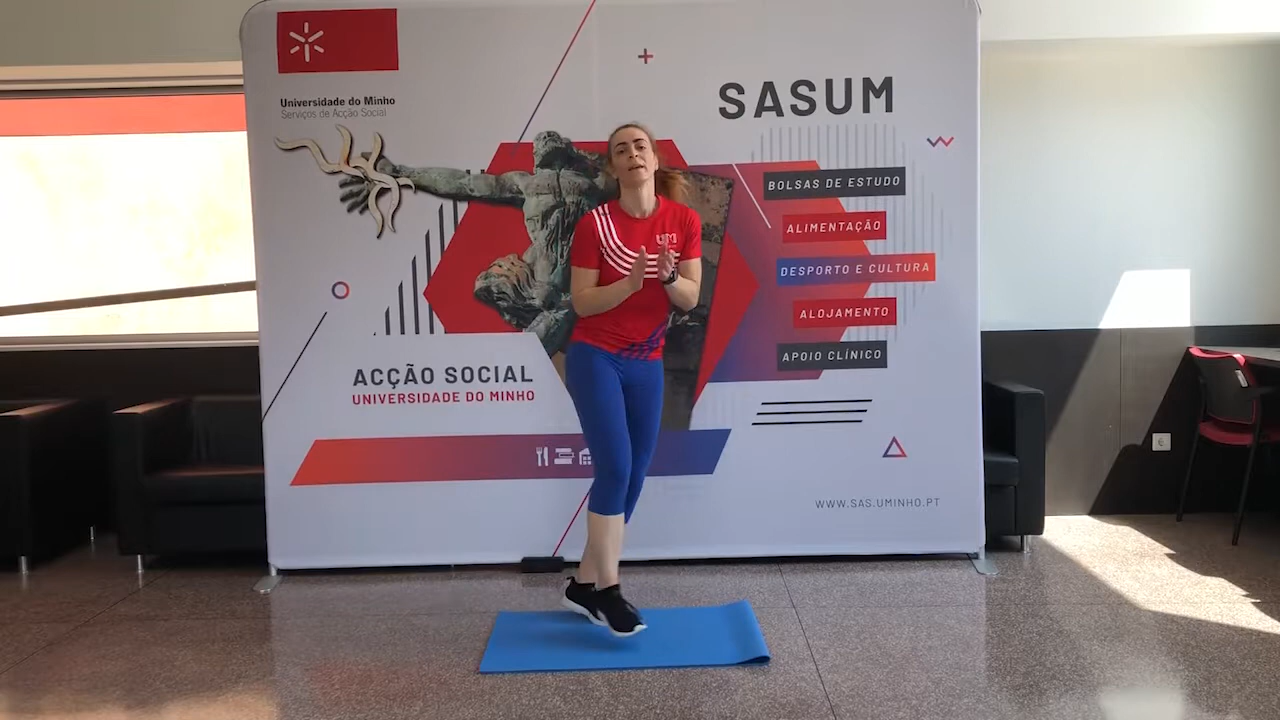 Universidade do Minho
Serviços de Acção Social
SASUM
BOLSAS DE ESTUDO
ALIMENTAÇÃO
DESPORTO E CULTURA
ALOJAMENTO
APOIO CLÍNICO
ACÇÃO SOCIAL
UNIVERSIDADE DO MINHO
WWW.SAS.UMINHO.PT
UM